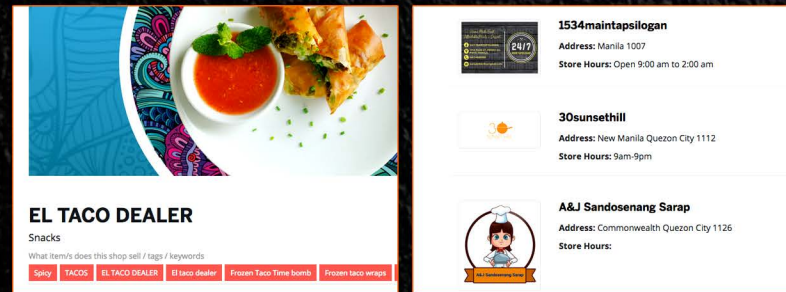 EL TACO DEALER
Snacks
What item/s does this shop sell / tags / keywords
Spicy TACOS EL TACO DEALER El taco dealer Frozen Taco Time bomb Frozen taco wraps
1534maintapsilogan
Address: Manila 1007
Store Hours: Open 9:00 am to 2:00 am
24/7
30sunsethill
Address: New Manila Quezon City 1112
Store Hours: 9am-9pm
30
A&J Sandosenang Sarap
Address: Commonwealth Quezon City 1126
Store Hours:
A&J Sandosenang Sarap